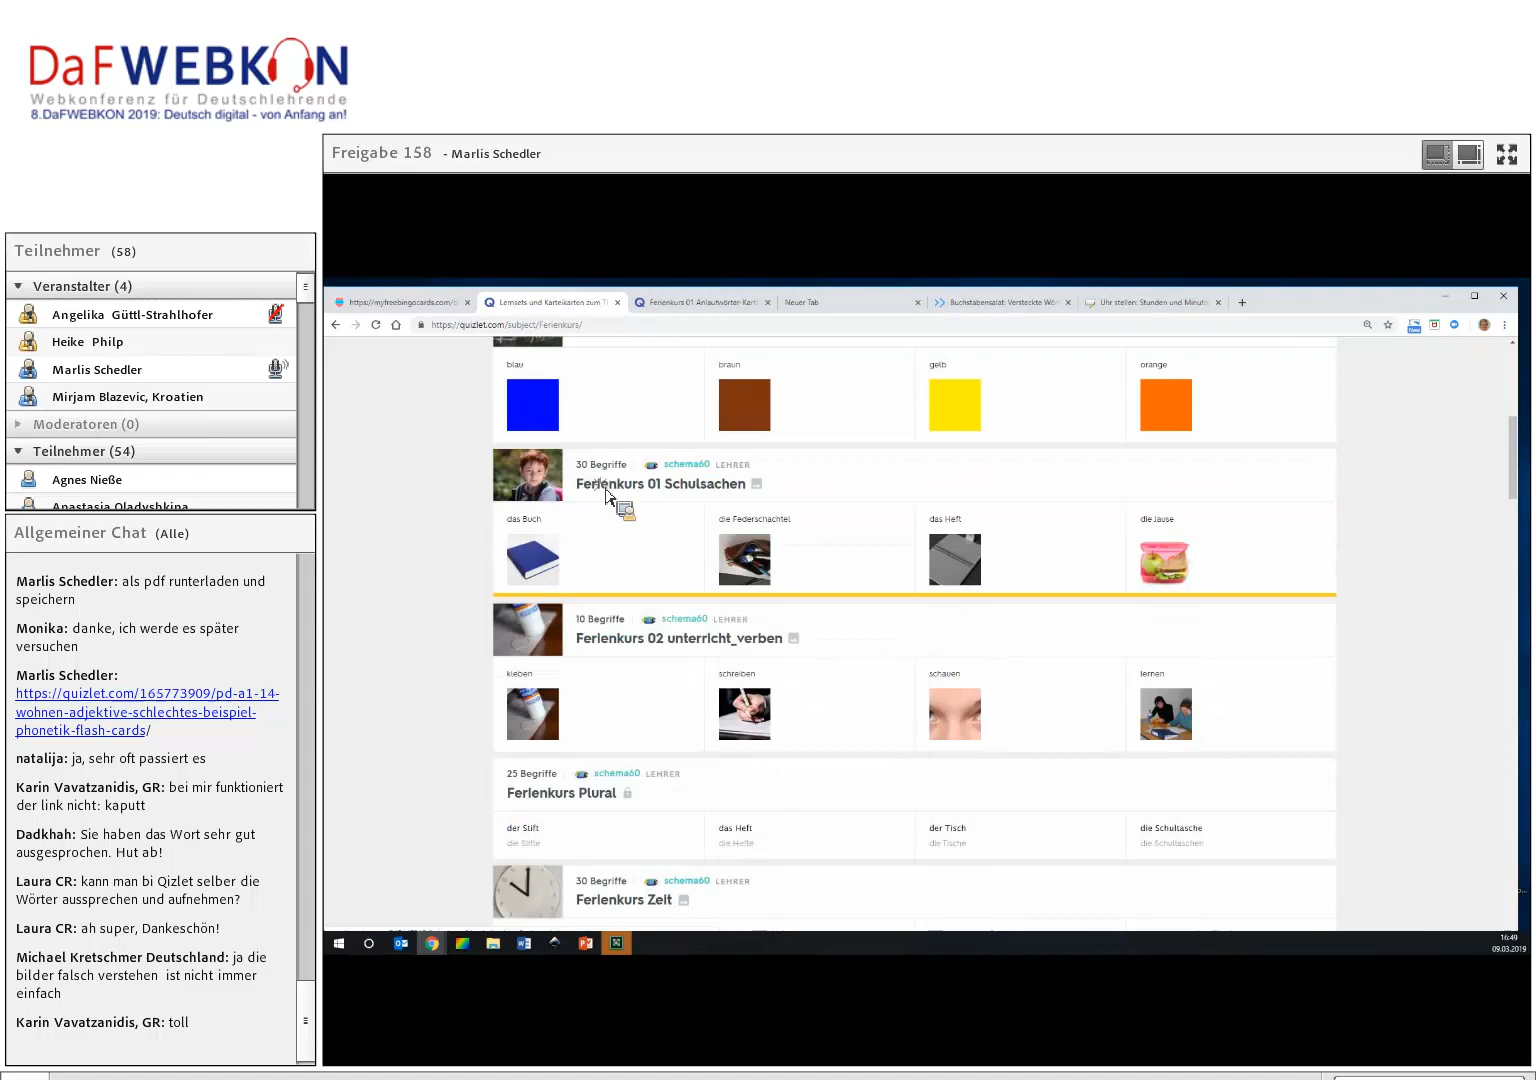 DaFWEBKON
Webkonferenz für Deutschlehrende
8.DaFWEBKON 2019: Deutsch digital - von Anfang an!
Freigabe 158 - Marlis Schedler
Teilnehmer (58)
Veranstalter (4)
Angelika Güttl-Strahlhofer
Heike Philp
Marlis Schedler
Mirjam Blazevic, Kroatien
Moderatoren (0)
Teilnehmer (54)
Agnes Nieße
Anastasia Oladyshkina
Allgemeiner Chat (Alle)
Marlis Schedler: als pdf runterladen und
speichern
Monika: danke, ich werde es später
versuchen
Marlis Schedler:
https://quizlet.com/165773909/pd-a1-14-
wohnen-adjektive-schlechtes-beispiel-
phonetik-flash-cards/
natalija: ja, sehr oft passiert es
Karin Vavatzanidis, GR: bei mir funktioniert
der link nicht: kaputt
Dadkhah: Sie haben das Wort sehr gut
ausgesprochen. Hut ab!
Laura CR: kann man bi Qizlet selber die
Wörter aussprechen und aufnehmen?
Laura CR: ah super, Dankeschön!
Michael Kretschmer Deutschland: ja die
bilder falsch verstehen ist nicht immer
einfach
Karin Vavatzanidis, GR: toll
https://myfreebingocards.com/b
Lernsets und Karteikarten zum T
Ferienkurs 01 Anlautwörter-Kart
Neuer Tab
Buchstabensalat: Versteckte Wör
Uhr stellen: Stunden und Minute
https://quizlet.com/subject/Ferienkurs/
blau braun gelb orange
30 Begriffe schema60 LEHRER
Ferienkurs 01 Schulsachen
das Buch die Federschachtel das Heft die Jause
10 Begriffe schema60 LEHRER
Ferienkurs 02 unterricht_verben
kleben schreiben schauen lernen
25 Begriffe schema60 LEHRER
Ferienkurs Plural
der Stift das Heft der Tisch die Schultasche
die Stifte die Hefte die Tische die Schultaschen
30 Begriffe schema60 LEHRER
Ferienkurs Zeit
16:49
09.03.2019